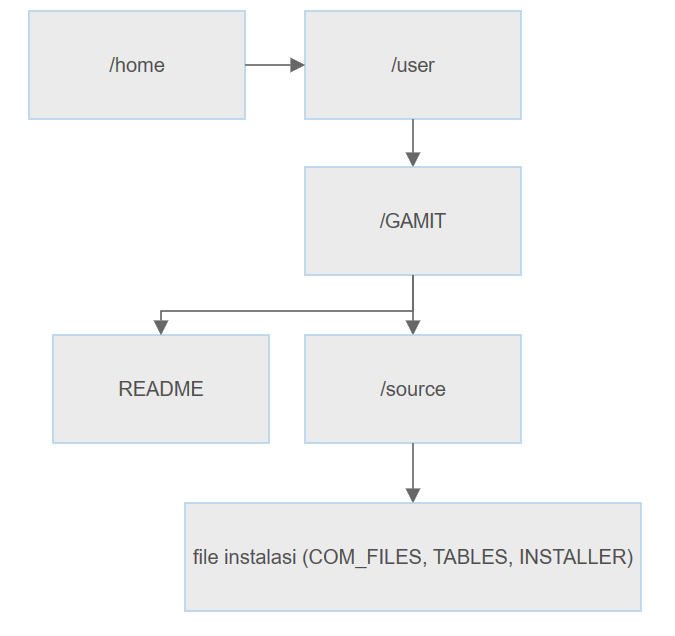 /home
/user
/GAMIT
README
/source
file instalasi (COM_FILES, TABLES, INSTALLER)